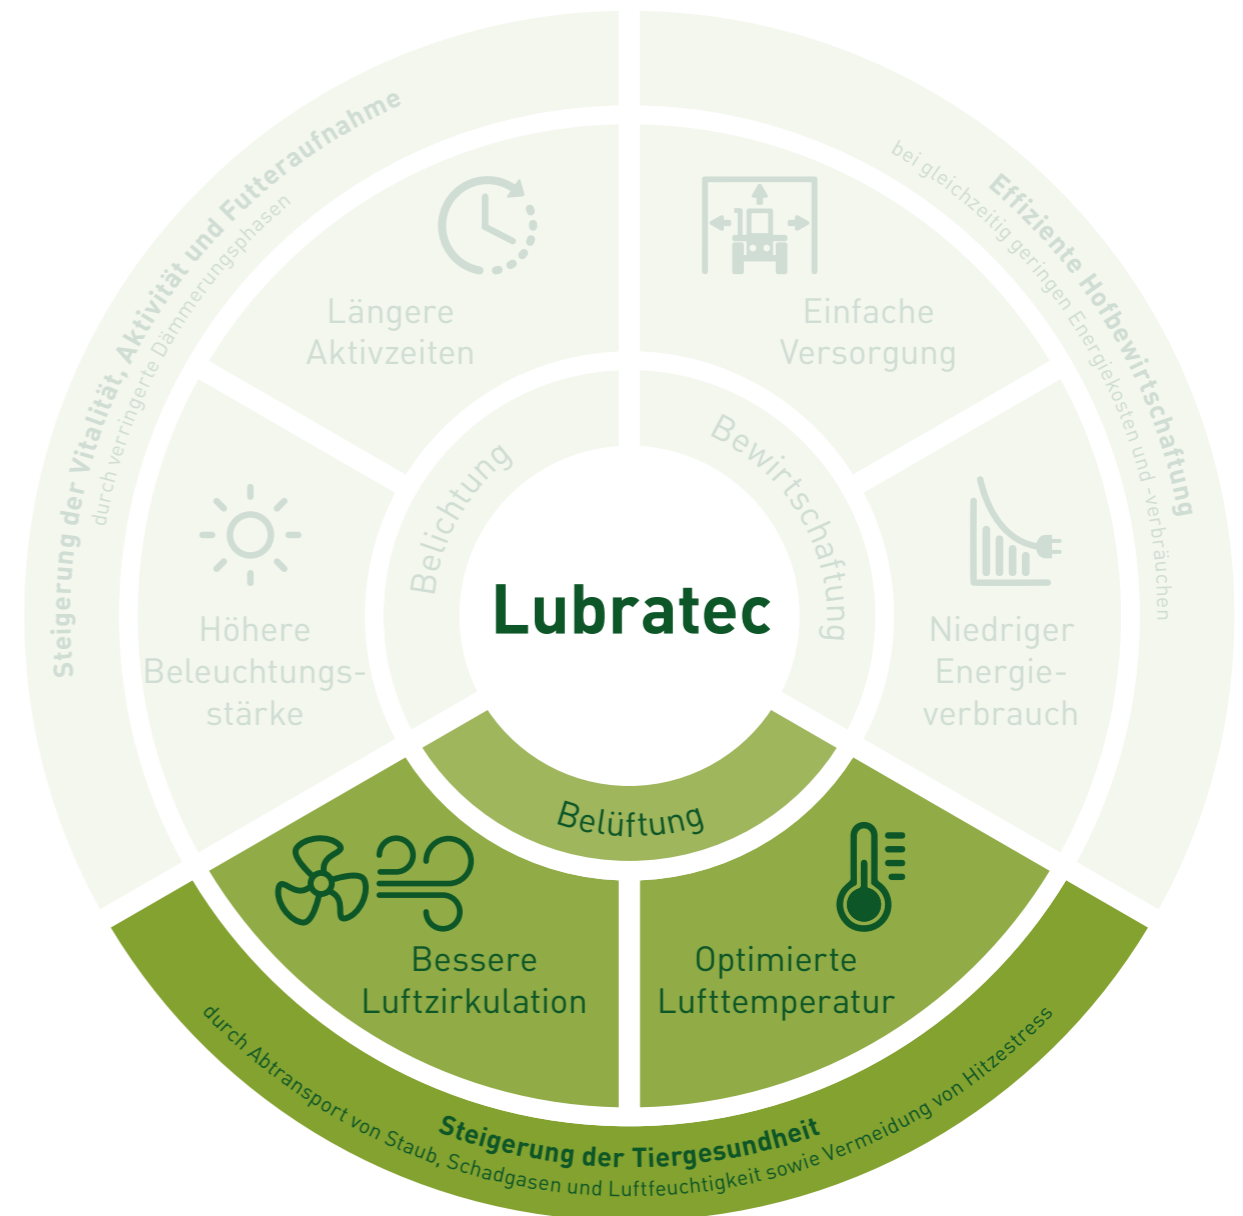 Steigerung der Vitalität, Aktivität und Futteraufnahme
durch verringerte Dämmerungsphasen
Effiziente Hofbewirtschaftung
bei gleichzeitig geringen Energiekosten und -verbräuchen
Längere
Aktivzeiten
Einfache
Versorgung
Belichtung
Bewirtschaftung
Höhere
Beleuchtungs-
stärke
Lubratec
Niedriger
Energie-
verbrauch
Belüftung
Bessere
Luftzirkulation
Optimierte
Lufttemperatur
Steigerung der Tiergesundheit
durch Abtransport von Staub, Schadgasen und Luftfeuchtigkeit sowie Vermeidung von Hitzestress